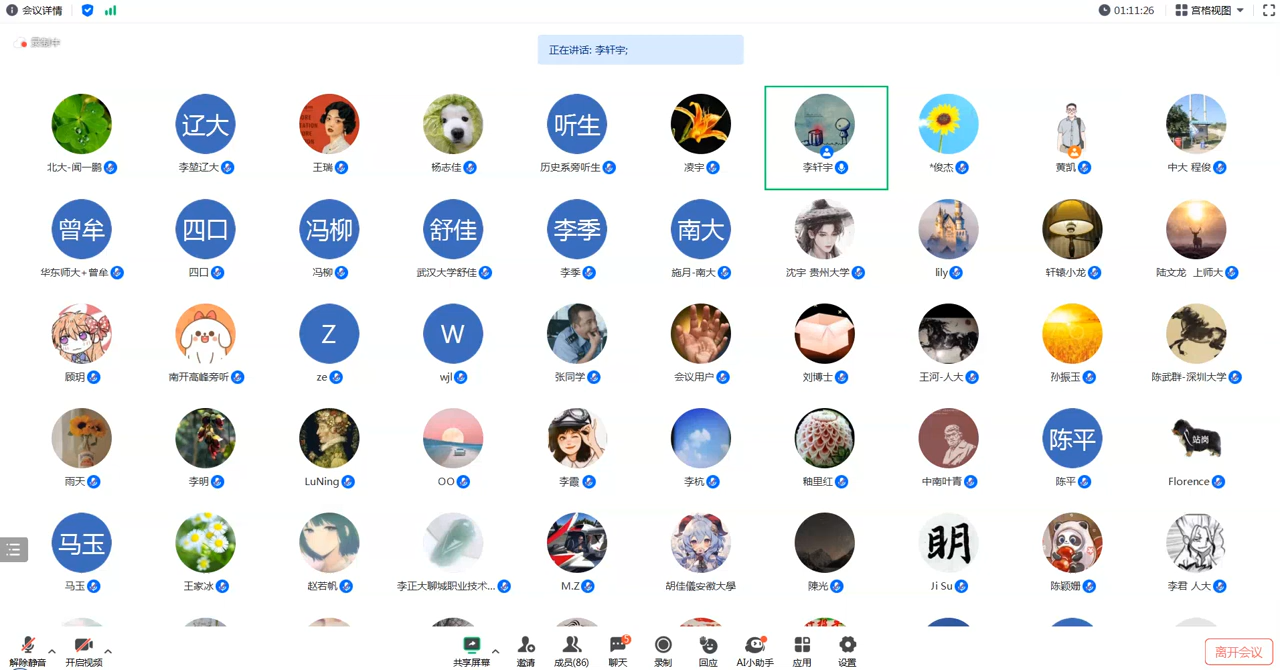 会议详情
01:11:26
宫格视图
录制中
正在讲话: 李轩宇;
辽大
听生
北大-闻一鹏
李堃辽大
王瑞
杨志佳
历史系旁听生
凌宇
李轩宇
*俊杰
黄凯
中大 程俊
曾牟
四口
冯柳
舒佳
李季
南大
华东师大+曾牟
四口
冯柳
武汉大学舒佳
李季
施月-南大
沈宇 贵州大学
lily
轩辕小龙
陆文龙 上师大
Z
W
顾玥
南开高峰旁听
ze
wjl
张同学
会议用户
刘博士
王河-人大
孙振玉
陈武群-深圳大学
陈平
站岗
雨天
李明
LuNing
OO
李霞
李杭
釉里红
中南叶青
陈平
Florence
马玉
明
马玉
王家冰
赵若帆
李正大聊城职业技术...
M.Z
胡佳儀安徽大學
陳光
Ji Su
陈颖姗
李君 人大
解除静音
开启视频
共享屏幕
邀请
成员(86)
5
聊天
录制
回应
AI小助手
应用
设置
离开会议